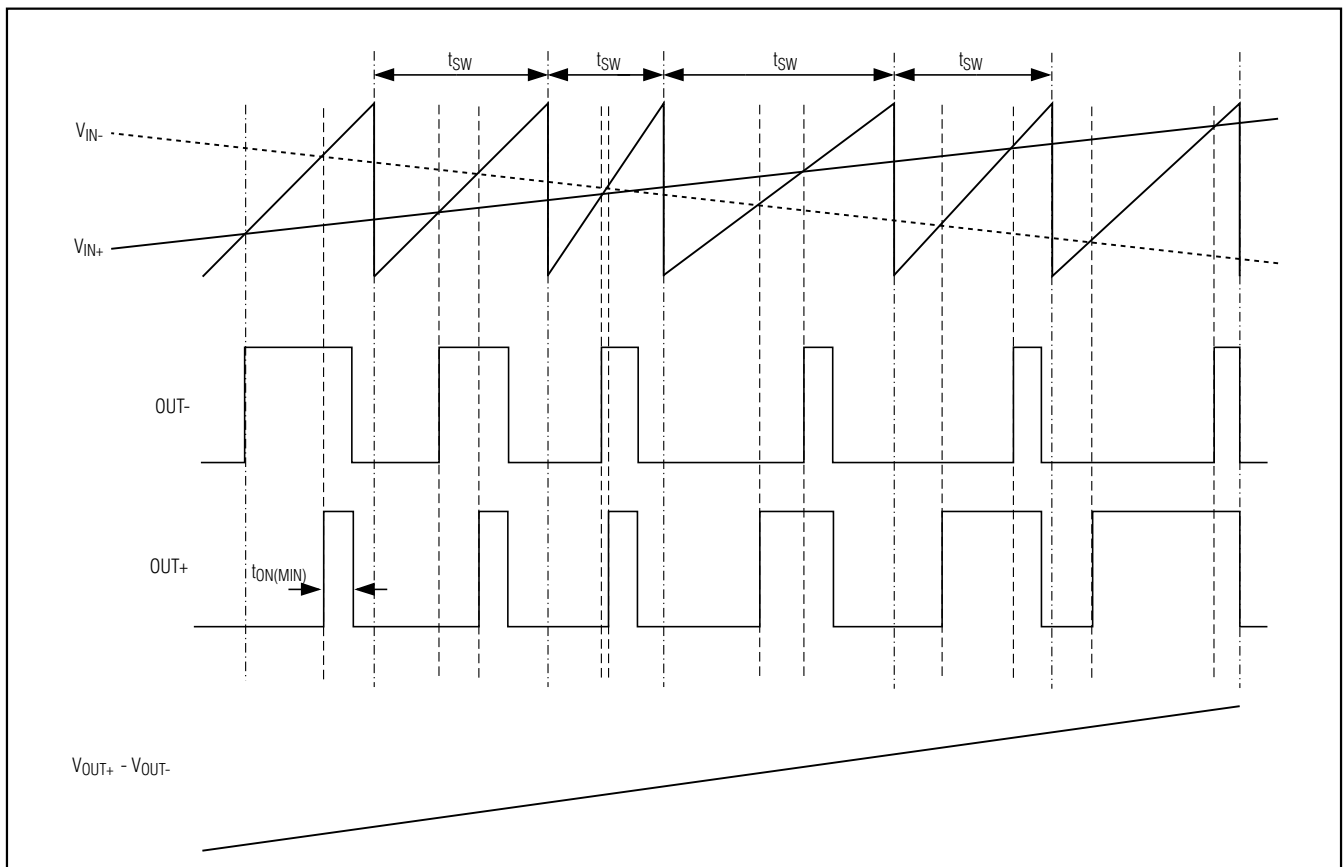 tSW tSW tSW tSW
VIN-
VIN+
OUT-
OUT+
tON(MIN)
VOUT+ - VOUT-